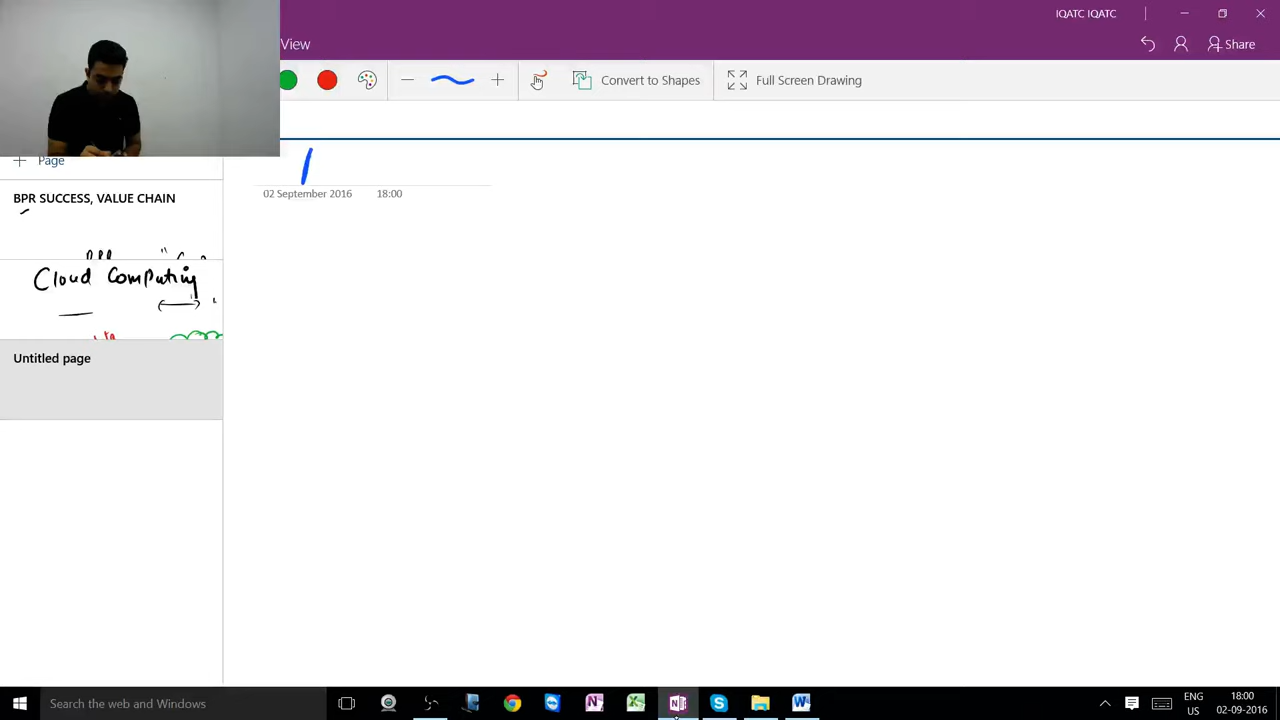 IQATC IQATC
View
Share
Convert to Shapes
Full Screen Drawing
Page
02 September 2016 18:00
BPR SUCCESS, VALUE CHAIN
Cloud Computing
Untitled page
Search the web and Windows
ENG
US
18:00
02-09-2016